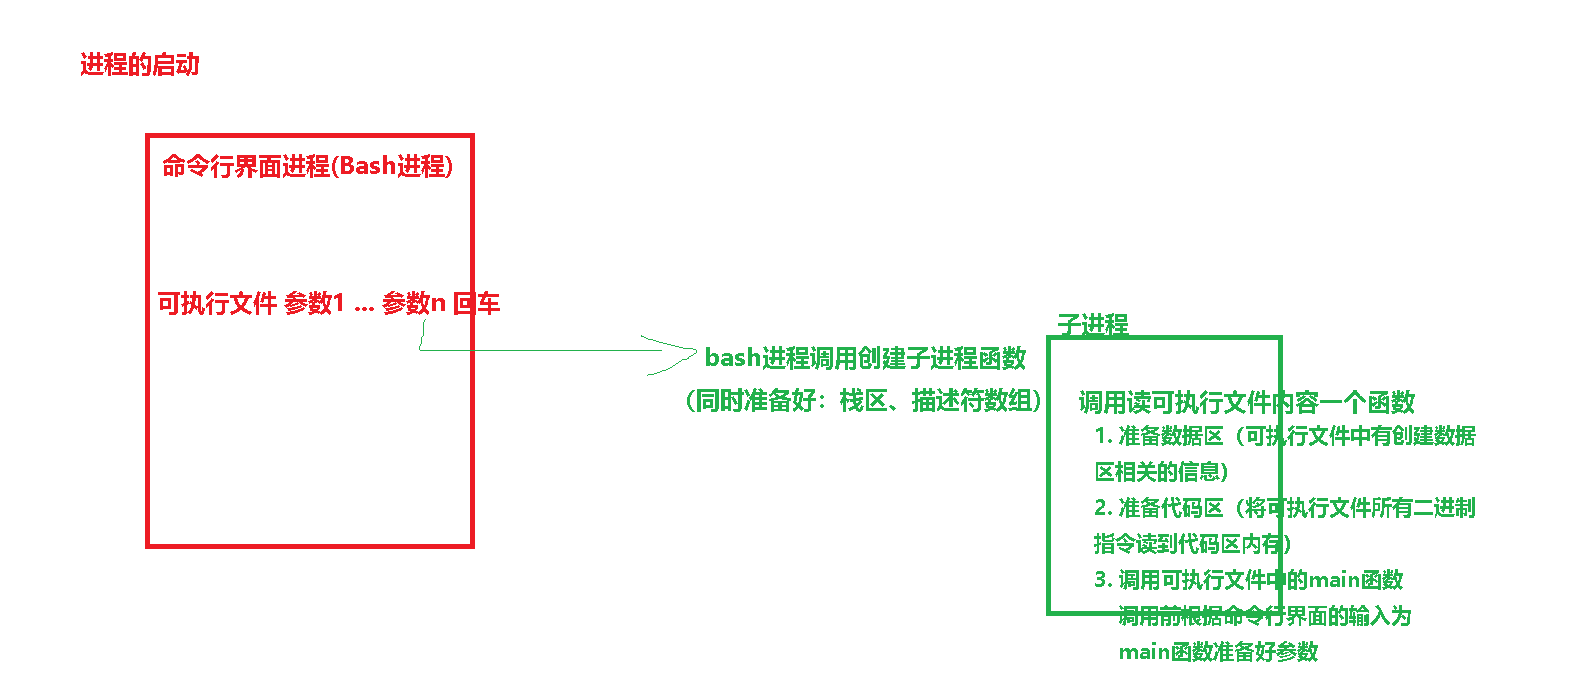 进程的启动
命令行界面进程(Bash进程)
可执行文件 参数1 ... 参数n 回车
bash进程调用创建子进程函数
（同时准备好：栈区、描述符数组）
子进程
调用读可执行文件内容一个函数
1. 准备数据区（可执行文件中有创建数据
区相关的信息）
2. 准备代码区（将可执行文件所有二进制
指令读到代码区内存）
3. 调用可执行文件中的main函数
调用前根据命令行界面的输入为
main函数准备好参数